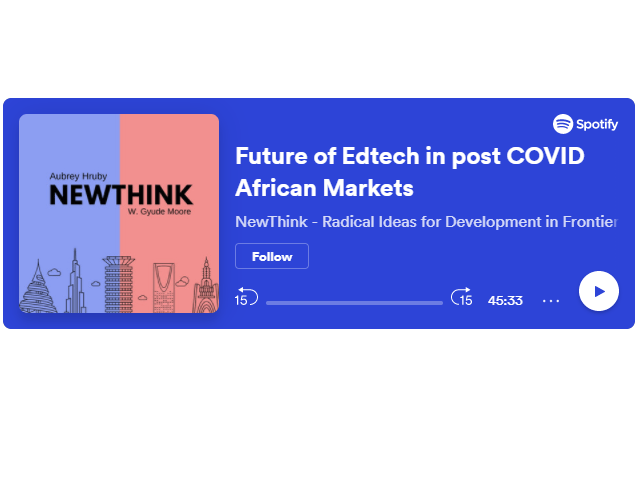 Spotify
Aubrey Hruby
NEWTHINK
W. Gyude Moore
Future of Edtech in post COVID
African Markets
NewThink - Radical Ideas for Development in Frontier
Follow
15
15
45:33